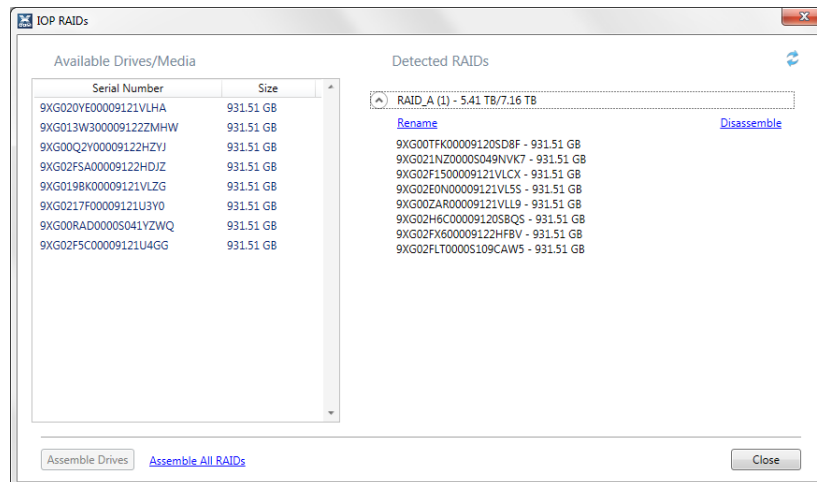 IOP RAIDs
Available Drives/Media
Serial Number Size
9XG020YE00009121VLHA 931.51 GB
9XG013W300009122ZMHW 931.51 GB
9XG00Q2Y00009122HZYJ 931.51 GB
9XG02FSA00009122HDJZ 931.51 GB
9XG019BK00009121VLZG 931.51 GB
9XG0217F00009121U3Y0 931.51 GB
9XG00RAD0000S041YZWQ 931.51 GB
9XG02F5C00009121U4GG 931.51 GB
Detected RAIDs
RAID_A (1) - 5.41 TB/7.16 TB
Rename Disassemble
9XG00TFK00009120SD8F - 931.51 GB
9XG021NZ0000S049NVK7 - 931.51 GB
9XG02F1500009121VLCX - 931.51 GB
9XG02E0N00009121VL5S - 931.51 GB
9XG00ZAR00009121VLL9 - 931.51 GB
9XG02H6C00009120SBQS - 931.51 GB
9XG02FX600009122HFBV - 931.51 GB
9XG02FLT0000S109CAW5 - 931.51 GB
Assemble Drives Assemble All RAIDs Close